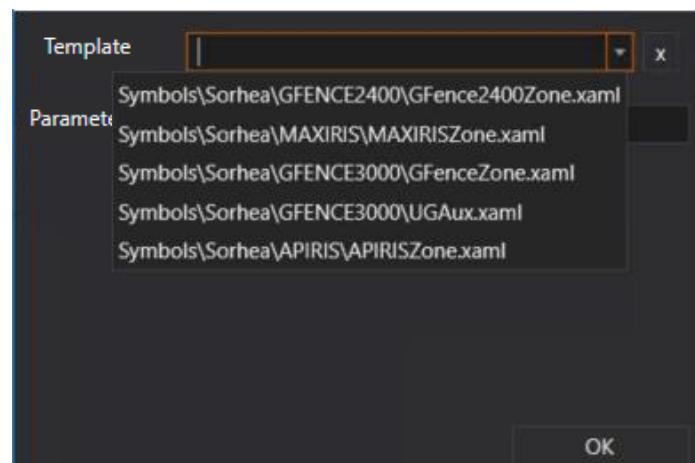 Template
x
Symbols\Sorhea\GFENCE2400\GFence2400Zone.xaml
Paramete
Symbols\Sorhea\MAXIRIS\MAXIRISZone.xaml
Symbols\Sorhea\GFENCE3000\GFenceZone.xaml
Symbols\Sorhea\GFENCE3000\UGAux.xaml
Symbols\Sorhea\APIRIS\APIRISZone.xaml
OK